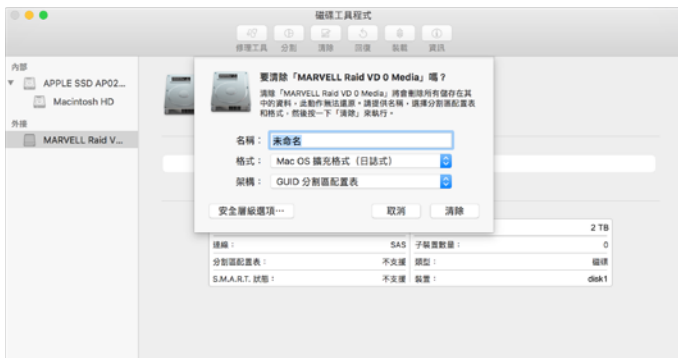 磁碟工具程式
修理工具 分割 清除 回復 裝載 資訊
內部
APPLE SSD AP02...
Macintosh HD
外接
MARVELL Raid V...
要清除「MARVELL Raid VD 0 Media」嗎？
清除「MARVELL Raid VD 0 Media」將會刪除所有儲存在其
中的資料，此動作無法還原。請提供名稱，選擇分割區配置表
和格式，然後按一下「清除」來執行。
名稱： 未命名
格式： Mac OS 擴充格式（日誌式）
架構： GUID 分割區配置表
安全層級選項⋯ 取消 清除
2 TB
連線： SAS 子裝置數量： 0
分割區配置表： 不支援 類型： 磁碟
S.M.A.R.T. 狀態： 不支援 裝置： disk1